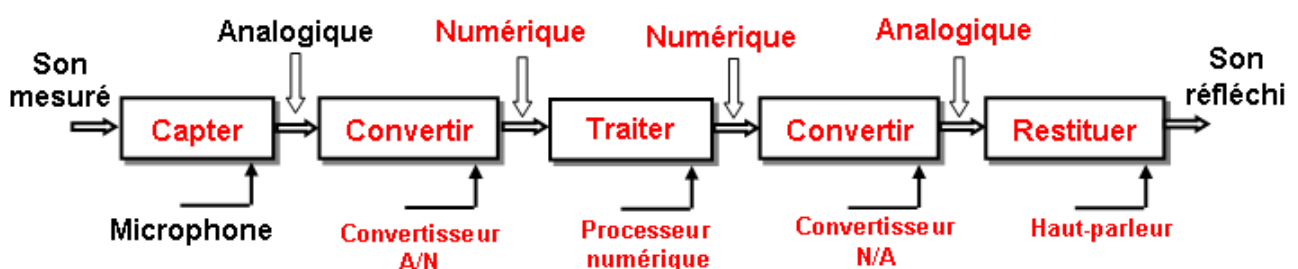 Analogique
Numérique
Numérique
Analogique
Son
mesuré
Son
réfléchi
Capter
Convertir
Traiter
Convertir
Restituer
Microphone
Convertisseur
A/N
Processeur
numérique
Convertisseur
N/A
Haut-parleur